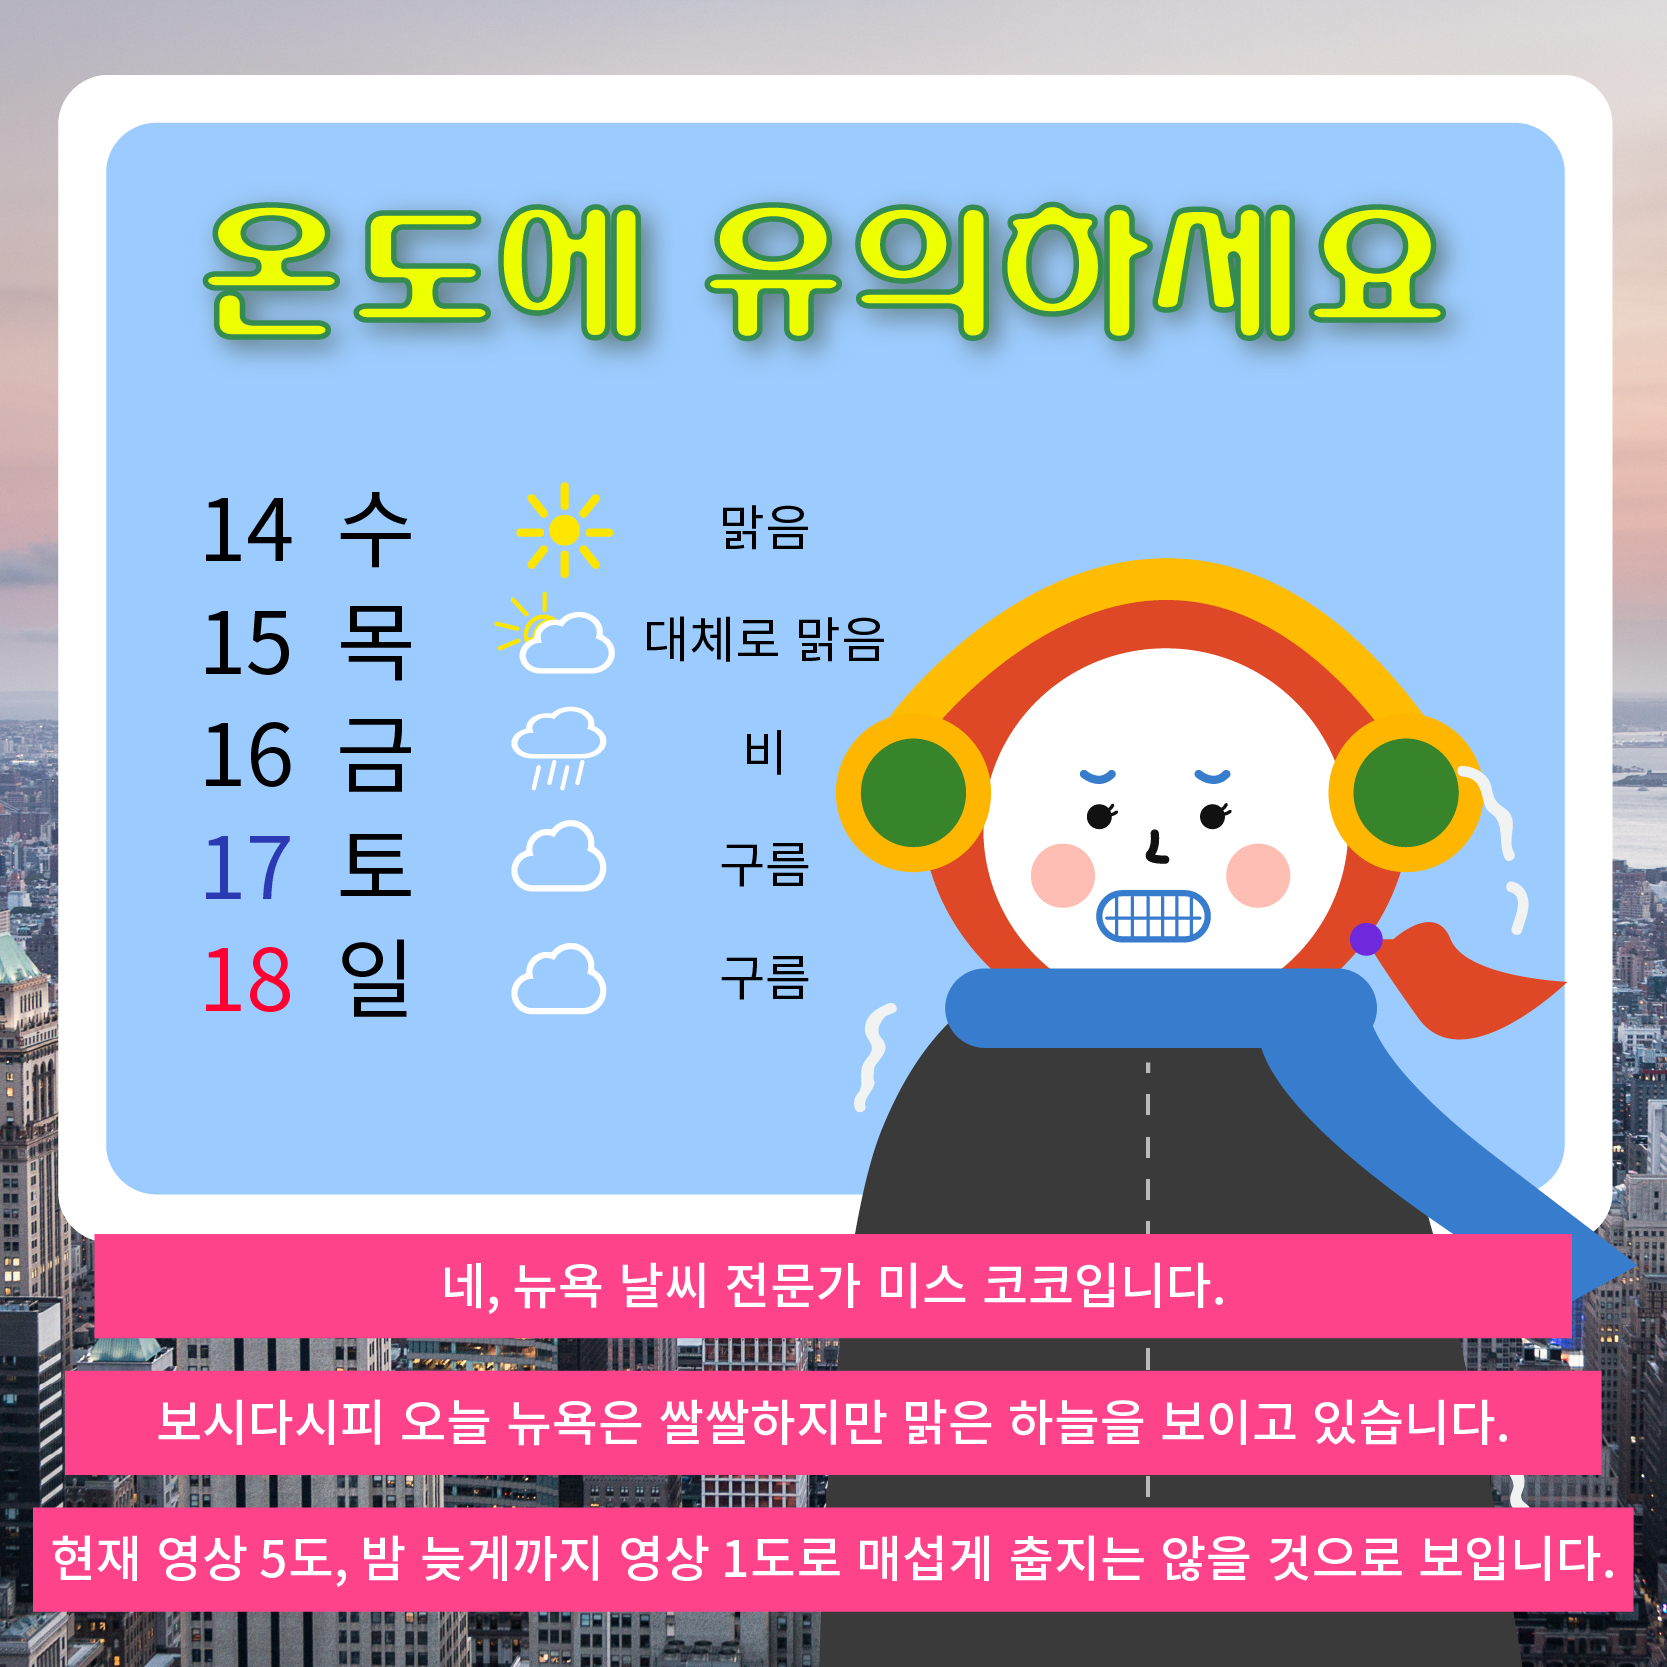 온도에 유의하세요
14 수 맑음
15 목 대체로 맑음
16 금 비
17 토 구름
18 일 구름
네, 뉴욕 날씨 전문가 미스 코코입니다.
보시다시피 오늘 뉴욕은 쌀쌀하지만 맑은 하늘을 보이고 있습니다.
현재 영상 5도, 밤 늦게까지 영상 1도로 매섭게 춥지는 않을 것으로 보입니다.